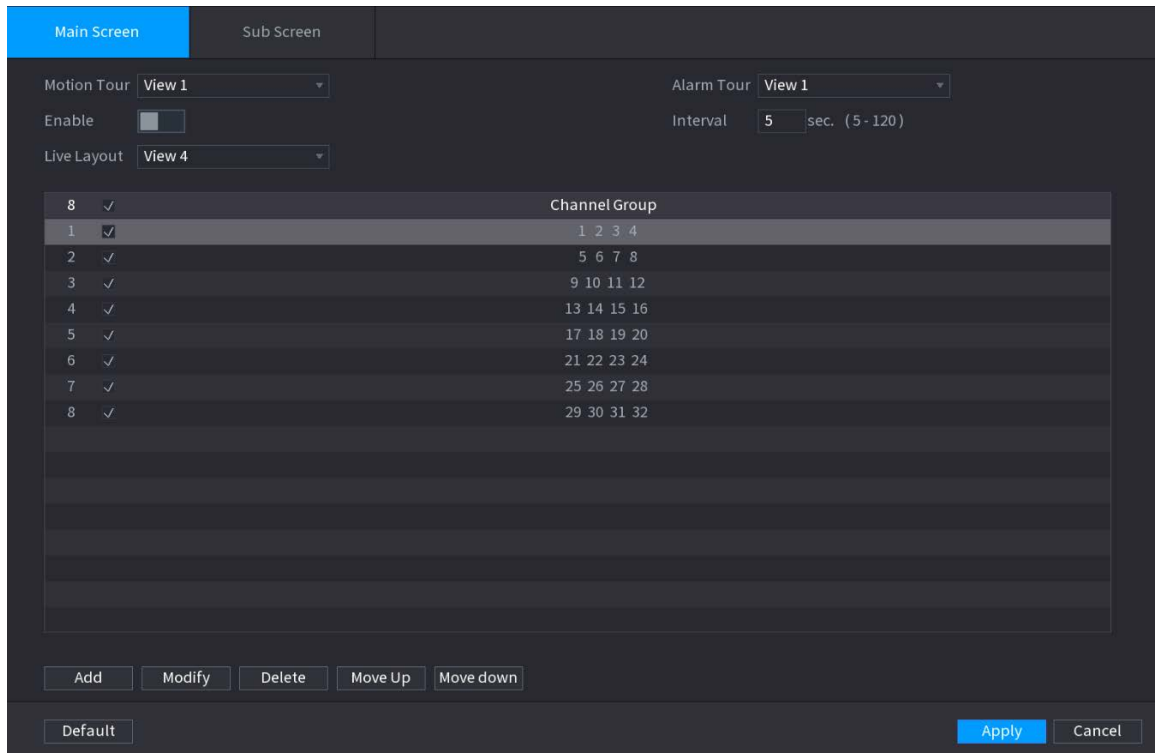 Main Screen Sub Screen
Motion Tour View 1 Alarm Tour View 1
Enable Interval 5 sec. (5-120)
Live Layout View 4
8 Channel Group
1 1 2 3 4
2 5 6 7 8
3 9 10 11 12
4 13 14 15 16
5 17 18 19 20
6 21 22 23 24
7 25 26 27 28
8 29 30 31 32
Add Modify Delete Move Up Move down
Default Apply Cancel